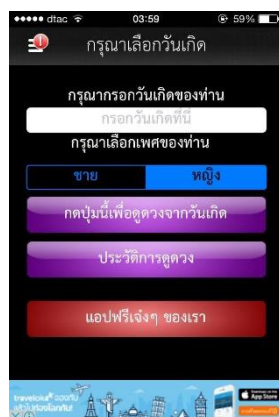 dtac 03:59 59%
กรุณาเลือกวันเกิด
กรุณากรอกวันเกิดของท่าน
กรอกวันเกิดที่นี่
กรุณาเลือกเพศของท่าน
ชาย หญิง
กดปุ่มนี้เพื่อดูดวงจากวันเกิด
ประวัติการดูดวง
แอปฟรีเจ๋งๆ ของเรา
traveloka จองทั่ว
App Store